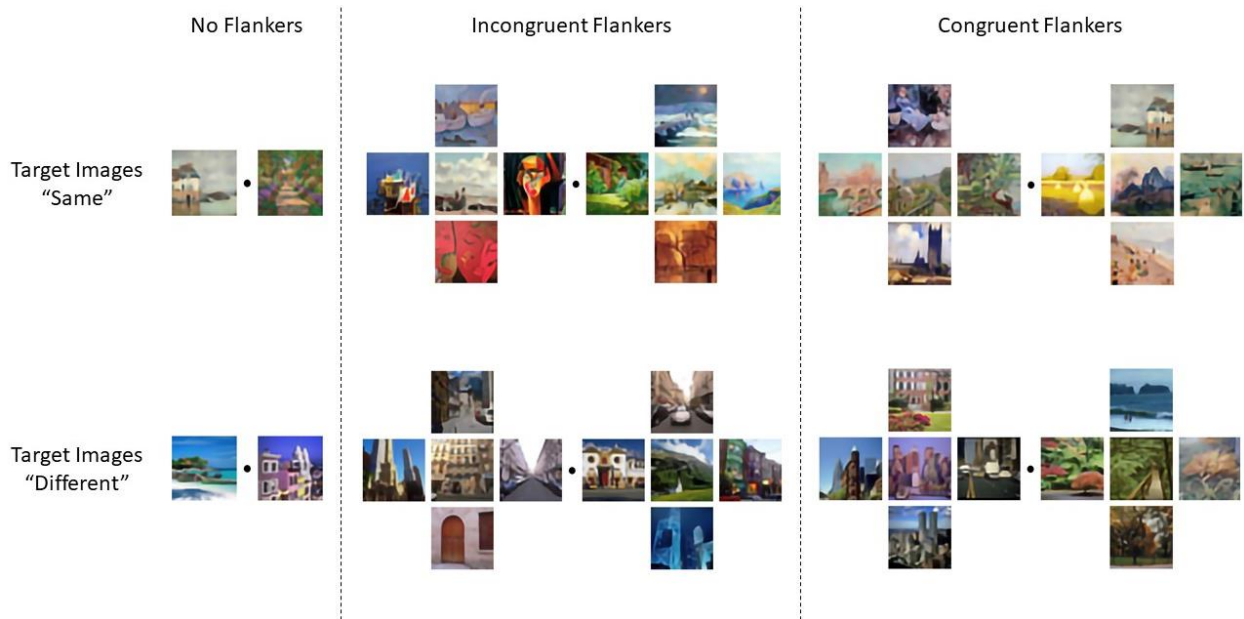 No Flankers
Incongruent Flankers
Congruent Flankers
Target Images
“Same”
Target Images
“Different”